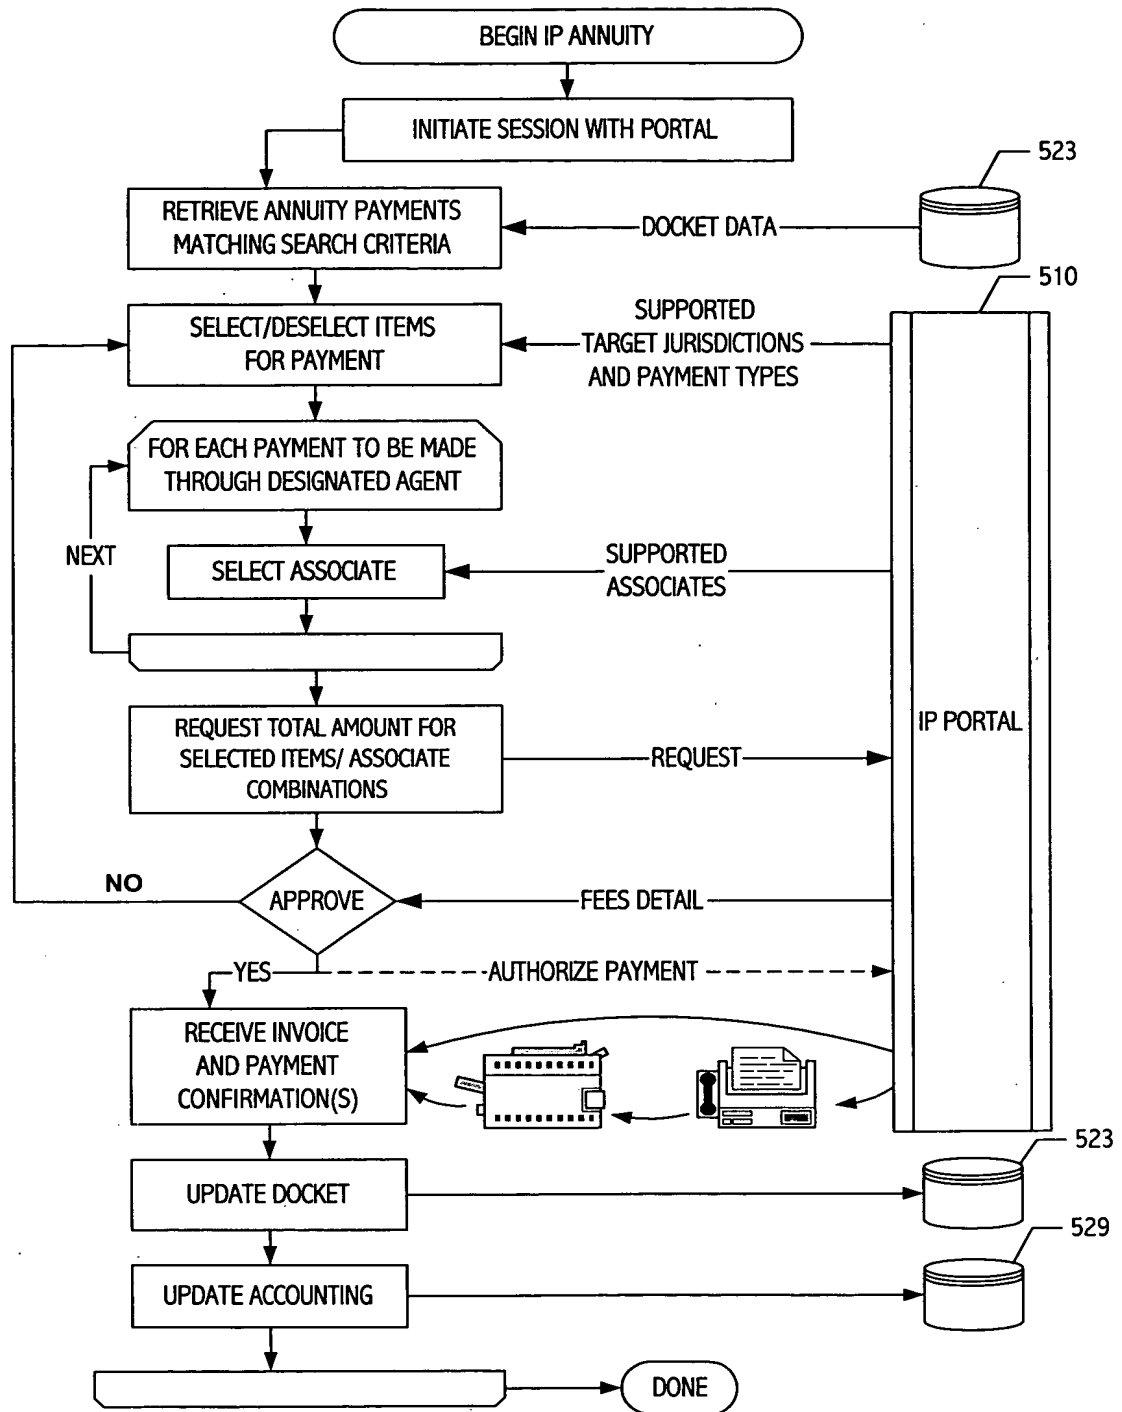 BEGIN IP ANNUITY
INITIATE SESSION WITH PORTAL
523
RETRIEVE ANNUITY PAYMENTS
MATCHING SEARCH CRITERIA
DOCKET DATA
510
SELECT/DESELECT ITEMS
FOR PAYMENT
SUPPORTED
TARGET JURISDICTIONS
AND PAYMENT TYPES
FOR EACH PAYMENT TO BE MADE
THROUGH DESIGNATED AGENT
NEXT
SELECT ASSOCIATE
SUPPORTED
ASSOCIATES
IP PORTAL
REQUEST TOTAL AMOUNT FOR
SELECTED ITEMS/ ASSOCIATE
COMBINATIONS
REQUEST
NO
APPROVE
FEES DETAIL
YES
AUTHORIZE PAYMENT
RECEIVE INVOICE
AND PAYMENT
CONFIRMATION(S)
523
UPDATE DOCKET
529
UPDATE ACCOUNTING
DONE